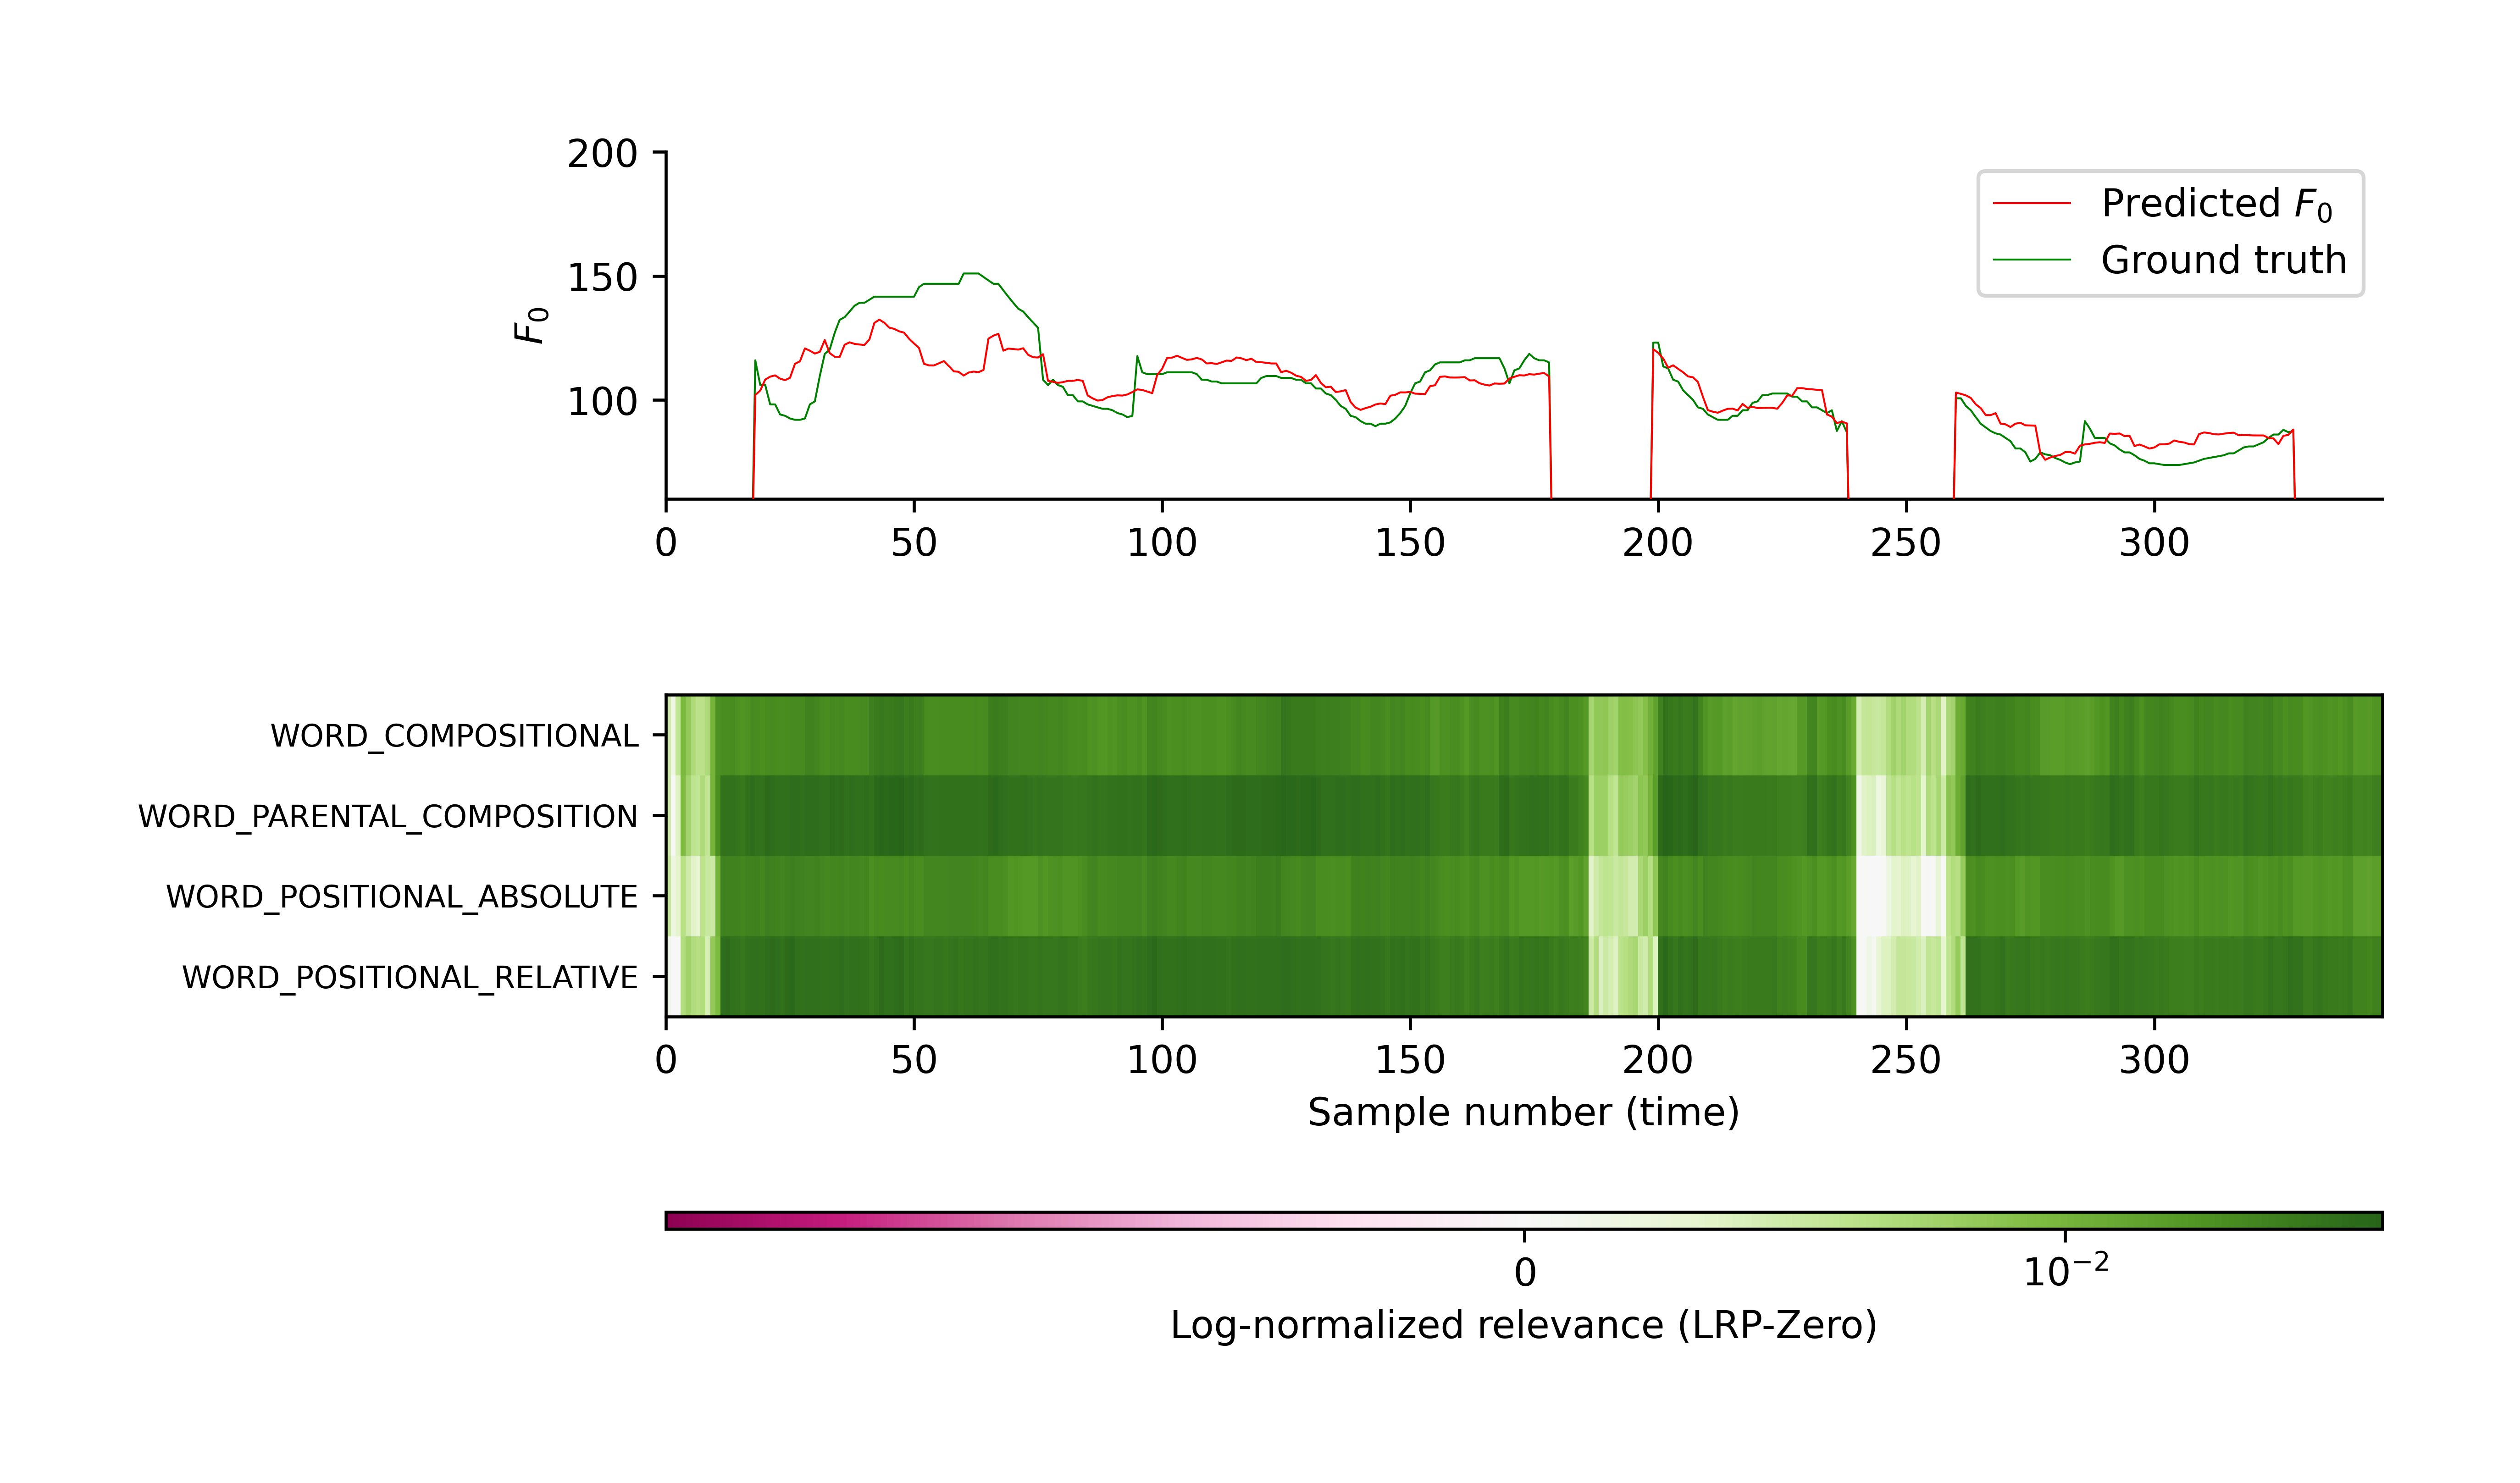 200
150
100
F0
Predicted F0
Ground truth
0 50 100 150 200 250 300
WORD_COMPOSITIONAL
WORD_PARENTAL_COMPOSITION
WORD_POSITIONAL_ABSOLUTE
WORD_POSITIONAL_RELATIVE
0 50 100 150 200 250 300
Sample number (time)
0 10−2
Log-normalized relevance (LRP-Zero)